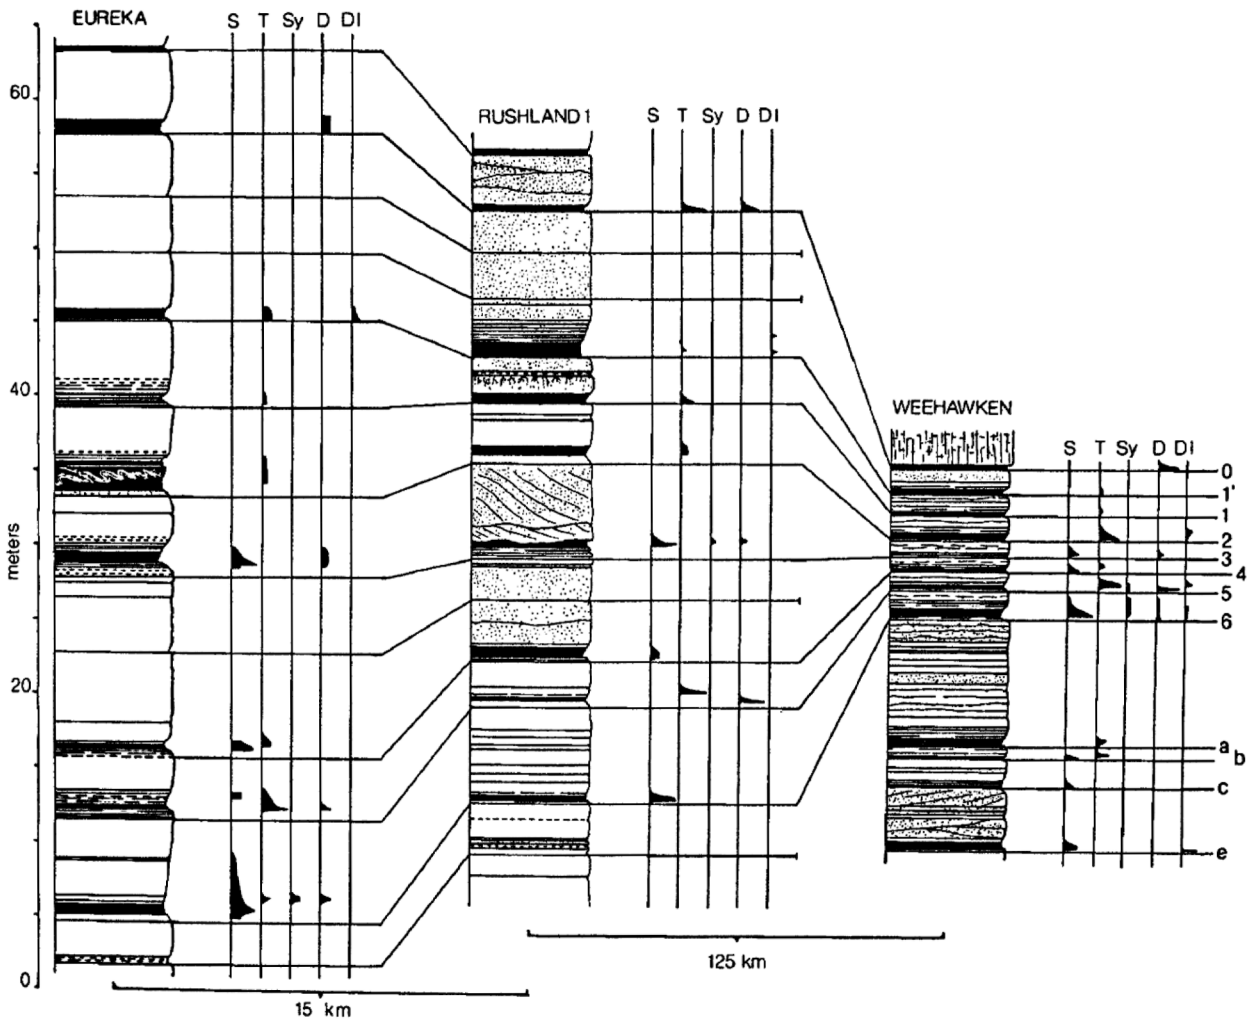 EUREKA
S T Sy D DI
60
40
20
0
meters
15 km
RUSHLAND 1
S T Sy D DI
125 km
WEEHAWKEN
S T Sy D DI
0
1'
1
2
3
4
5
6
a
b
c
e